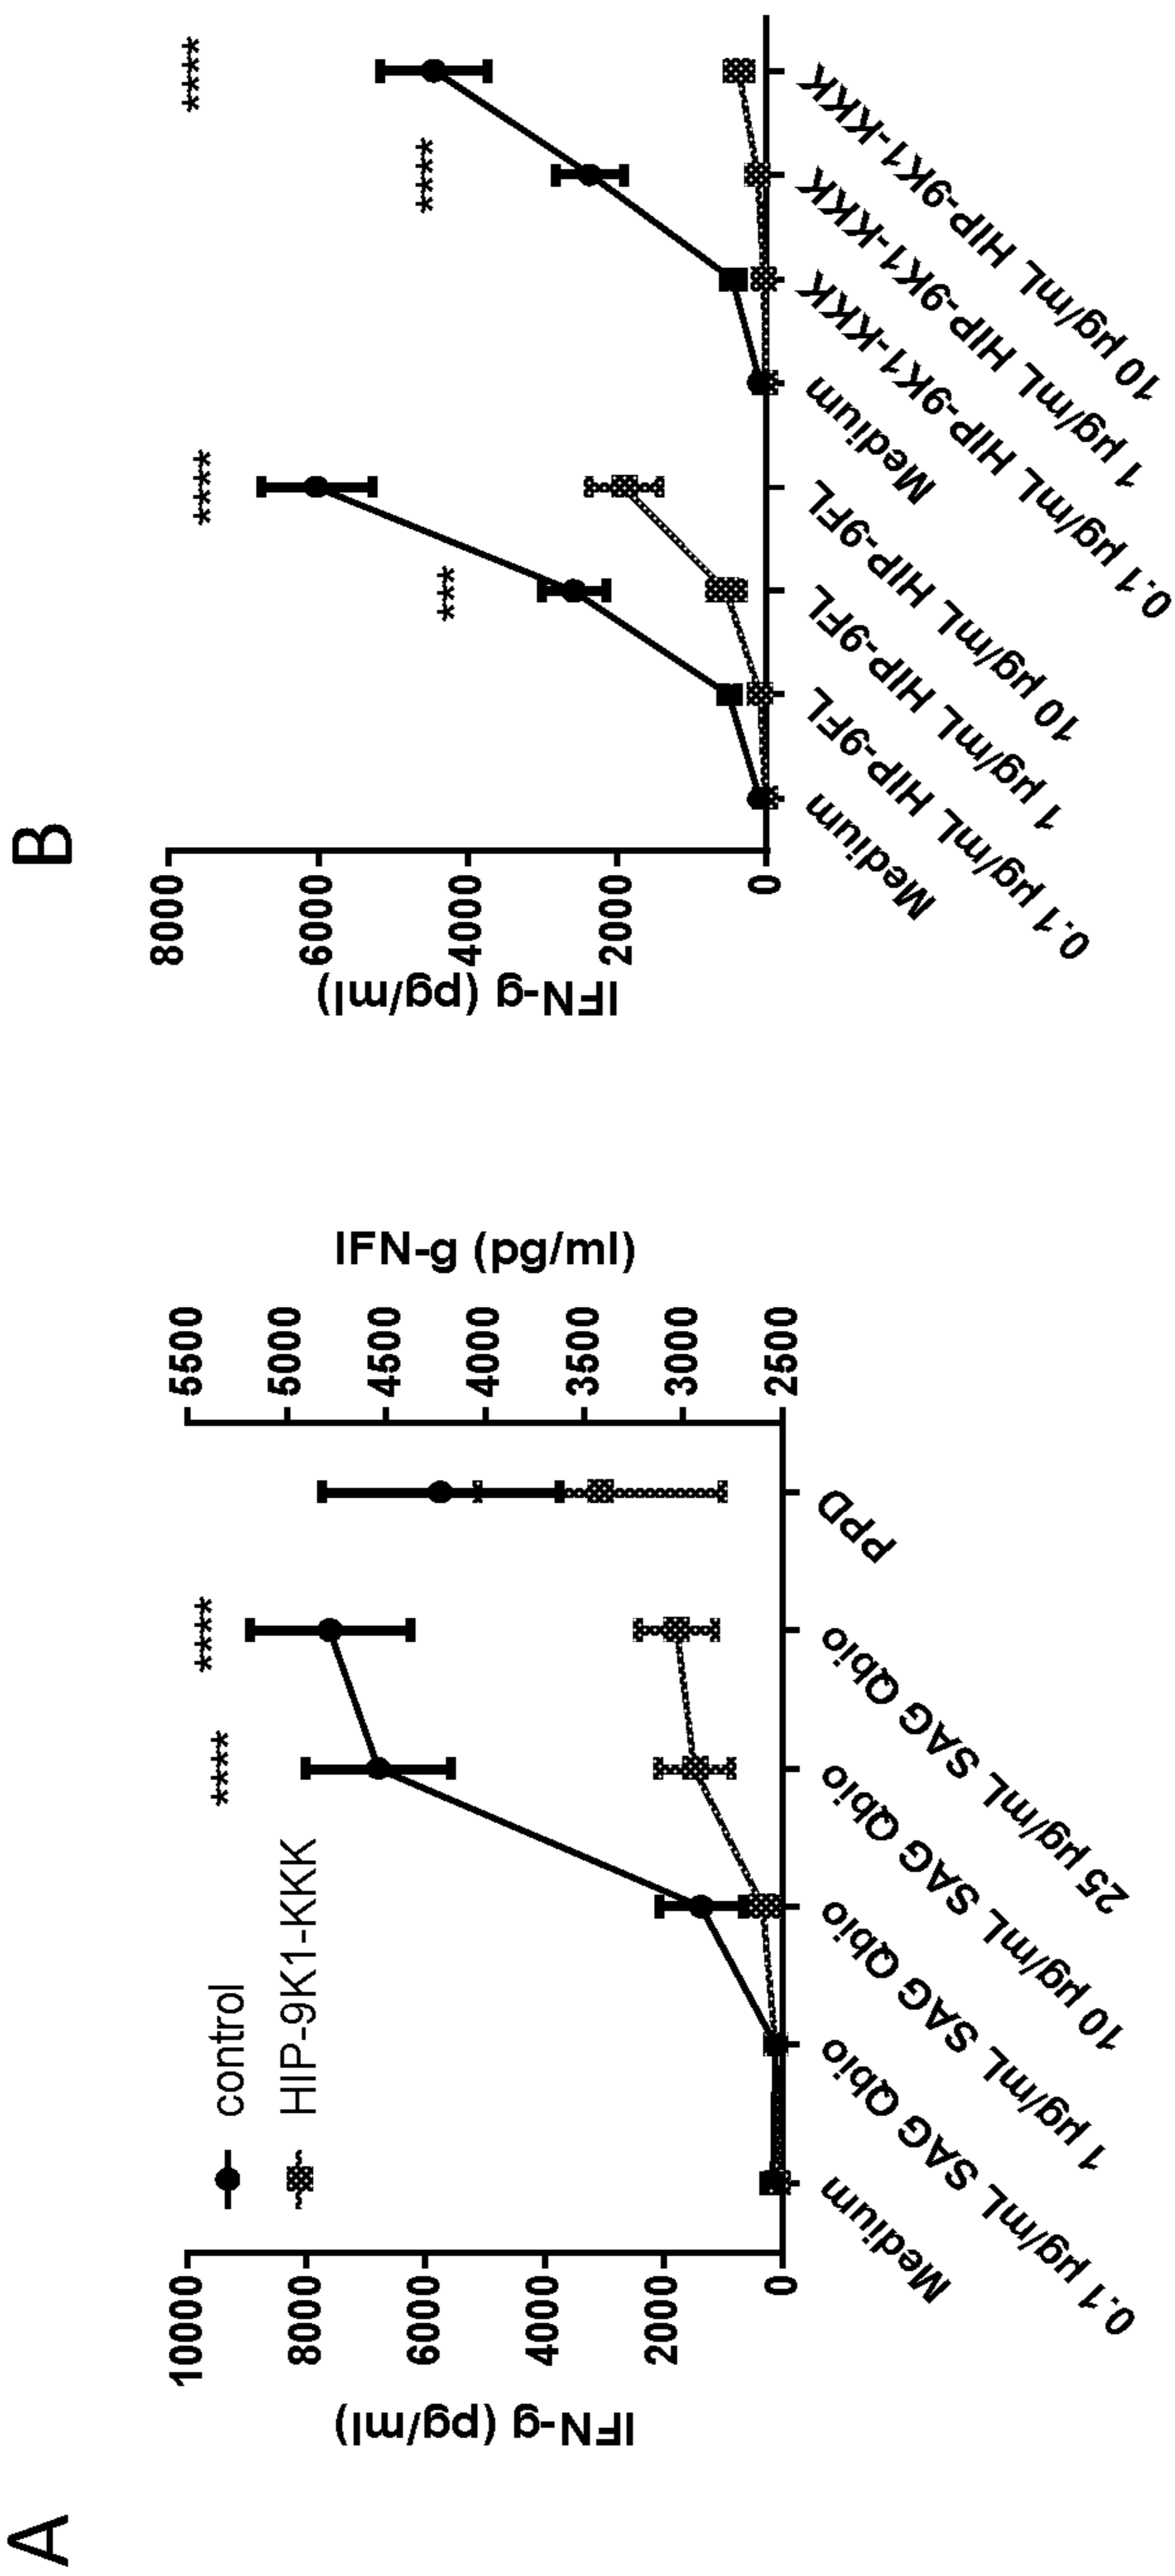 A
IFN-g (pg/ml)
10000
8000
6000
4000
2000
0
control
HIP-9K1-KKK
****
****
Medium
0.1 µg/mL SAG Qbio
1 µg/mL SAG Qbio
10 µg/mL SAG Qbio
25 µg/mL SAG Qbio
PPD
5500
5000
4500
4000
3500
3000
2500
IFN-g (pg/ml)
B
IFN-g (pg/ml)
8000
6000
4000
2000
0
***
****
****
****
Medium
0.1 µg/mL HIP-9FL
1 µg/mL HIP-9FL
10 µg/mL HIP-9FL
Medium
0.1 µg/mL HIP-9K1-KKK
1 µg/mL HIP-9K1-KKK
10 µg/mL HIP-9K1-KKK